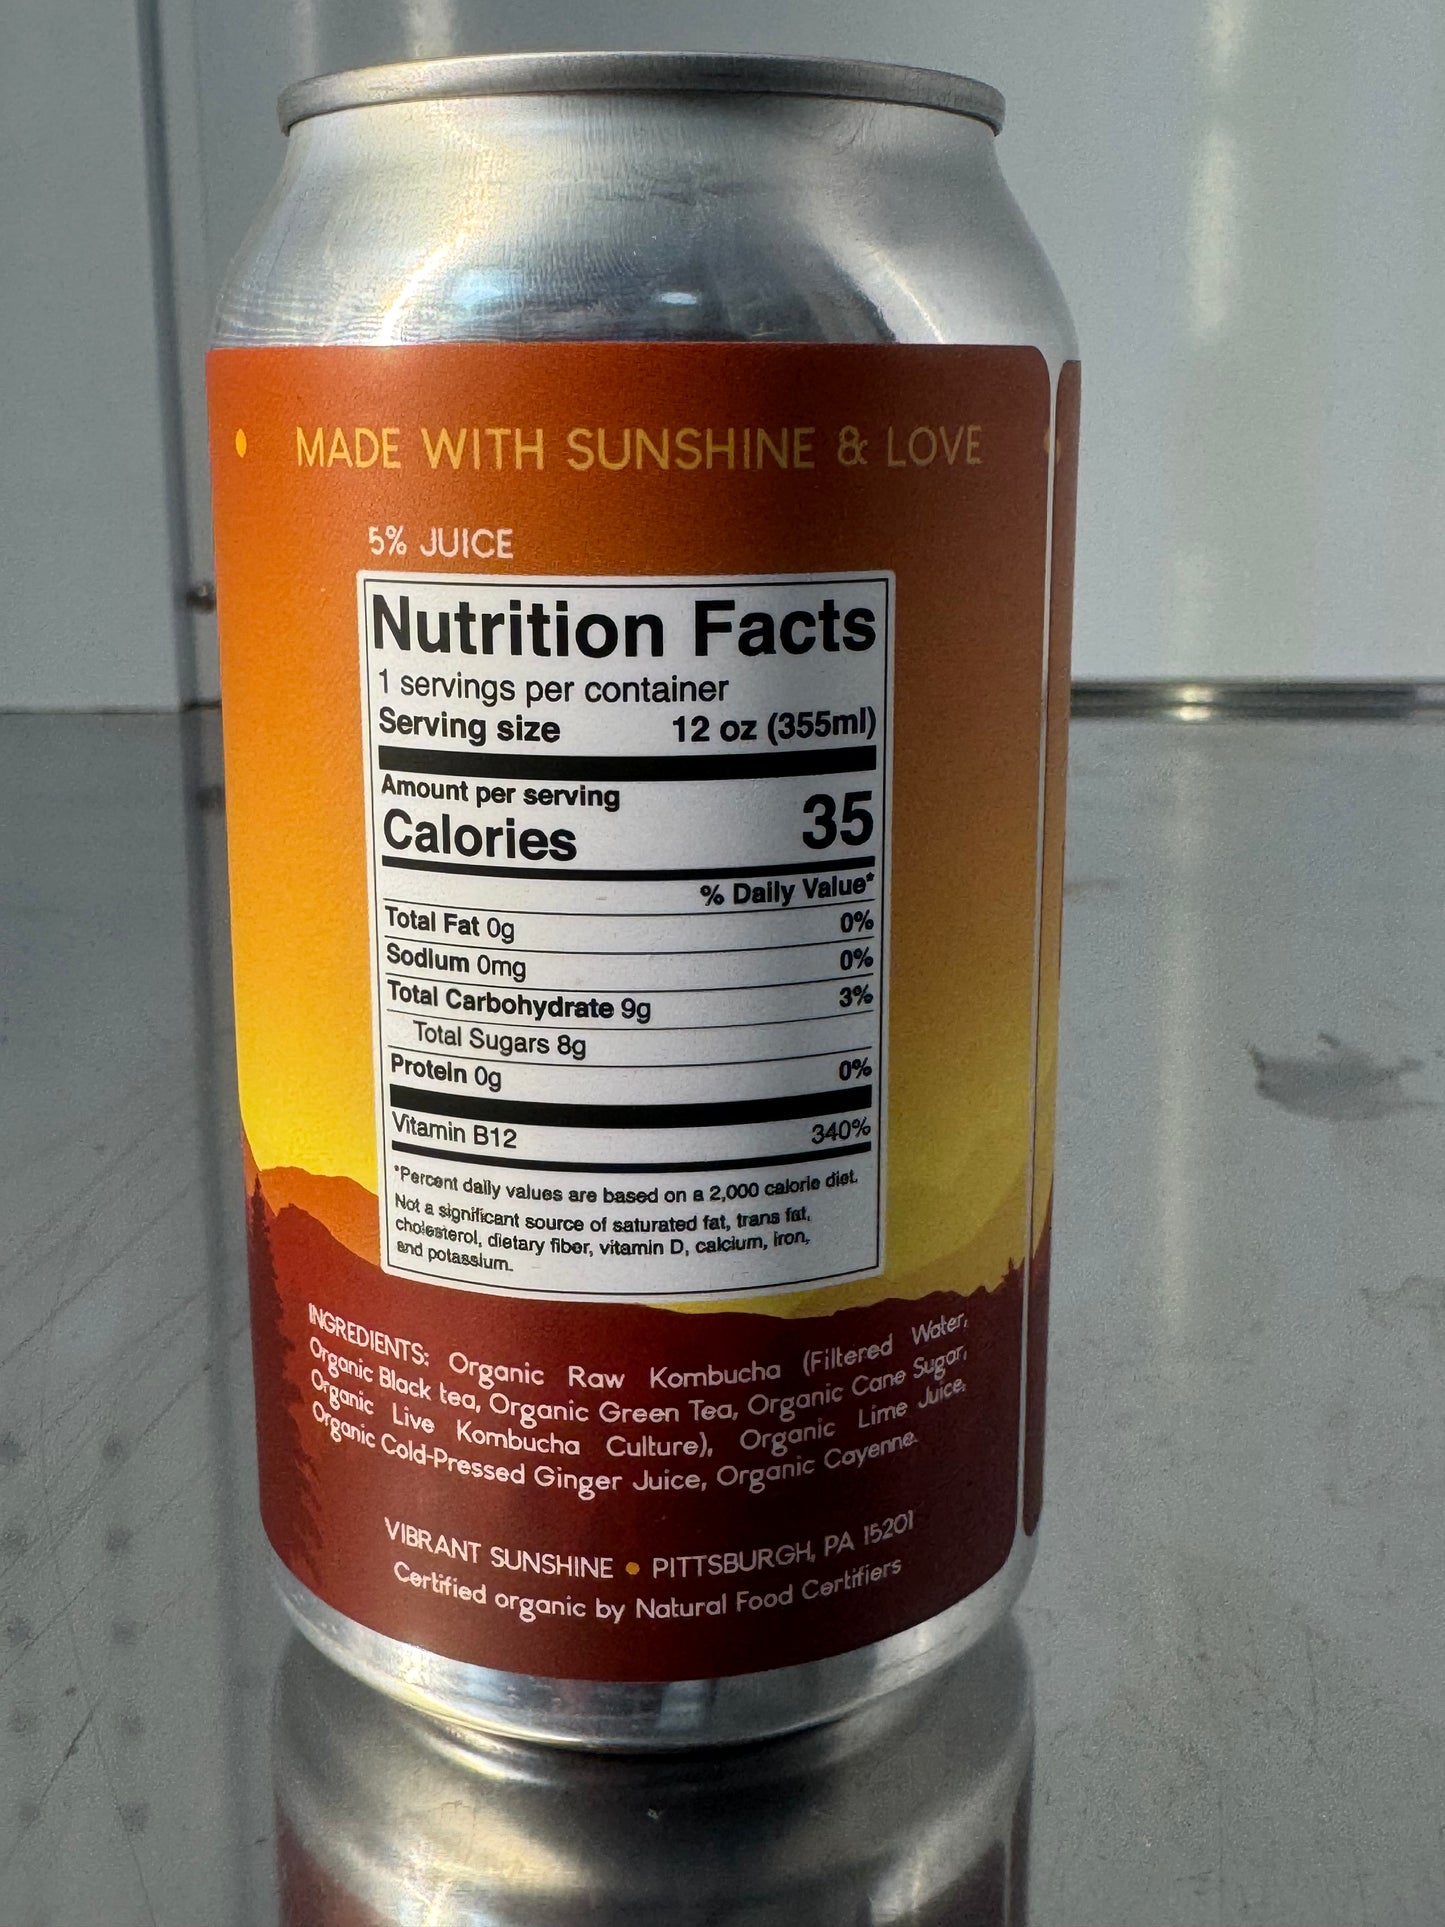 MADE WITH SUNSHINE & LOVE
5% JUICE
Nutrition Facts
1 servings per container
Serving size 12 oz (355ml)
Amount per serving
Calories 35
% Daily Value*
Total Fat 0g 0%
Sodium 0mg 0%
Total Carbohydrate 9g 3%
Total Sugars 8g
Protein 0g 0%
Vitamin B12 340%
*Percent daily values are based on a 2,000 calorie diet.
Not a significant source of saturated fat, trans fat,
cholesterol, dietary fiber, vitamin D, calcium, iron,
and potassium.
INGREDIENTS: Organic Raw Kombucha (Filtered Water,
Organic Black tea, Organic Green Tea, Organic Cane Sugar,
Organic Live Kombucha Culture), Organic Lime Juice,
Organic Cold-Pressed Ginger Juice, Organic Cayenne.
VIBRANT SUNSHINE • PITTSBURGH, PA 15201
Certified organic by Natural Food Certifiers